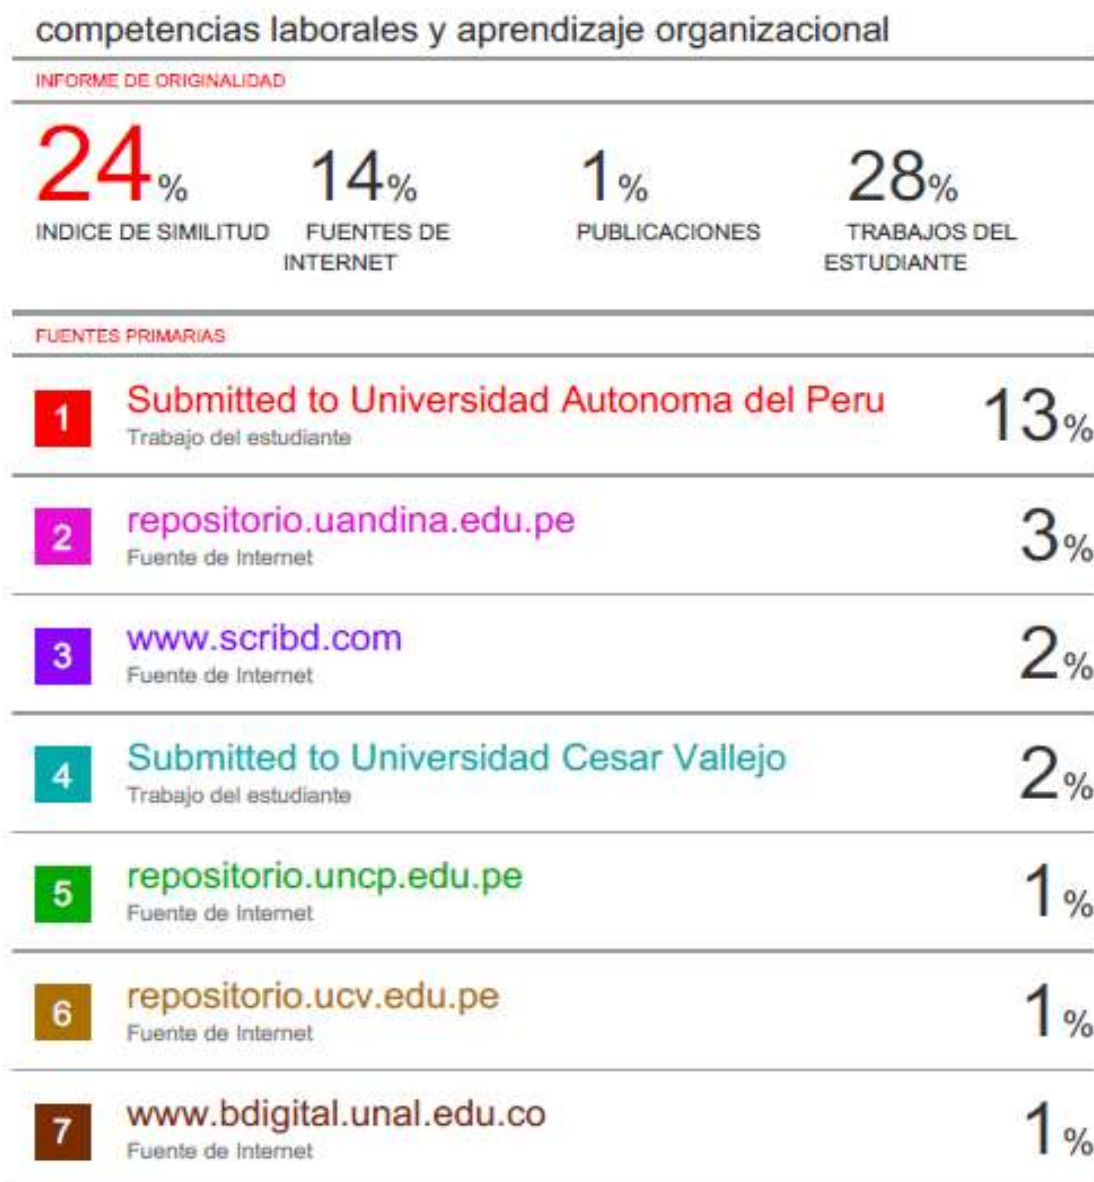 competencias laborales y aprendizaje organizacional
INFORME DE ORIGINALIDAD
24% 14% 1% 28%
INDICE DE SIMILITUD FUENTES DE PUBLICACIONES TRABAJOS DEL
INTERNET ESTUDIANTE
FUENTES PRIMARIAS
1 Submitted to Universidad Autonoma del Peru 13%
Trabajo del estudiante
2 repositorio.uandina.edu.pe 3%
Fuente de Internet
3 www.scribd.com 2%
Fuente de Internet
4 Submitted to Universidad Cesar Vallejo 2%
Trabajo del estudiante
5 repositorio.uncp.edu.pe 1%
Fuente de Internet
6 repositorio.ucv.edu.pe 1%
Fuente de Internet
7 www.bdigital.unal.edu.co 1%
Fuente de Internet